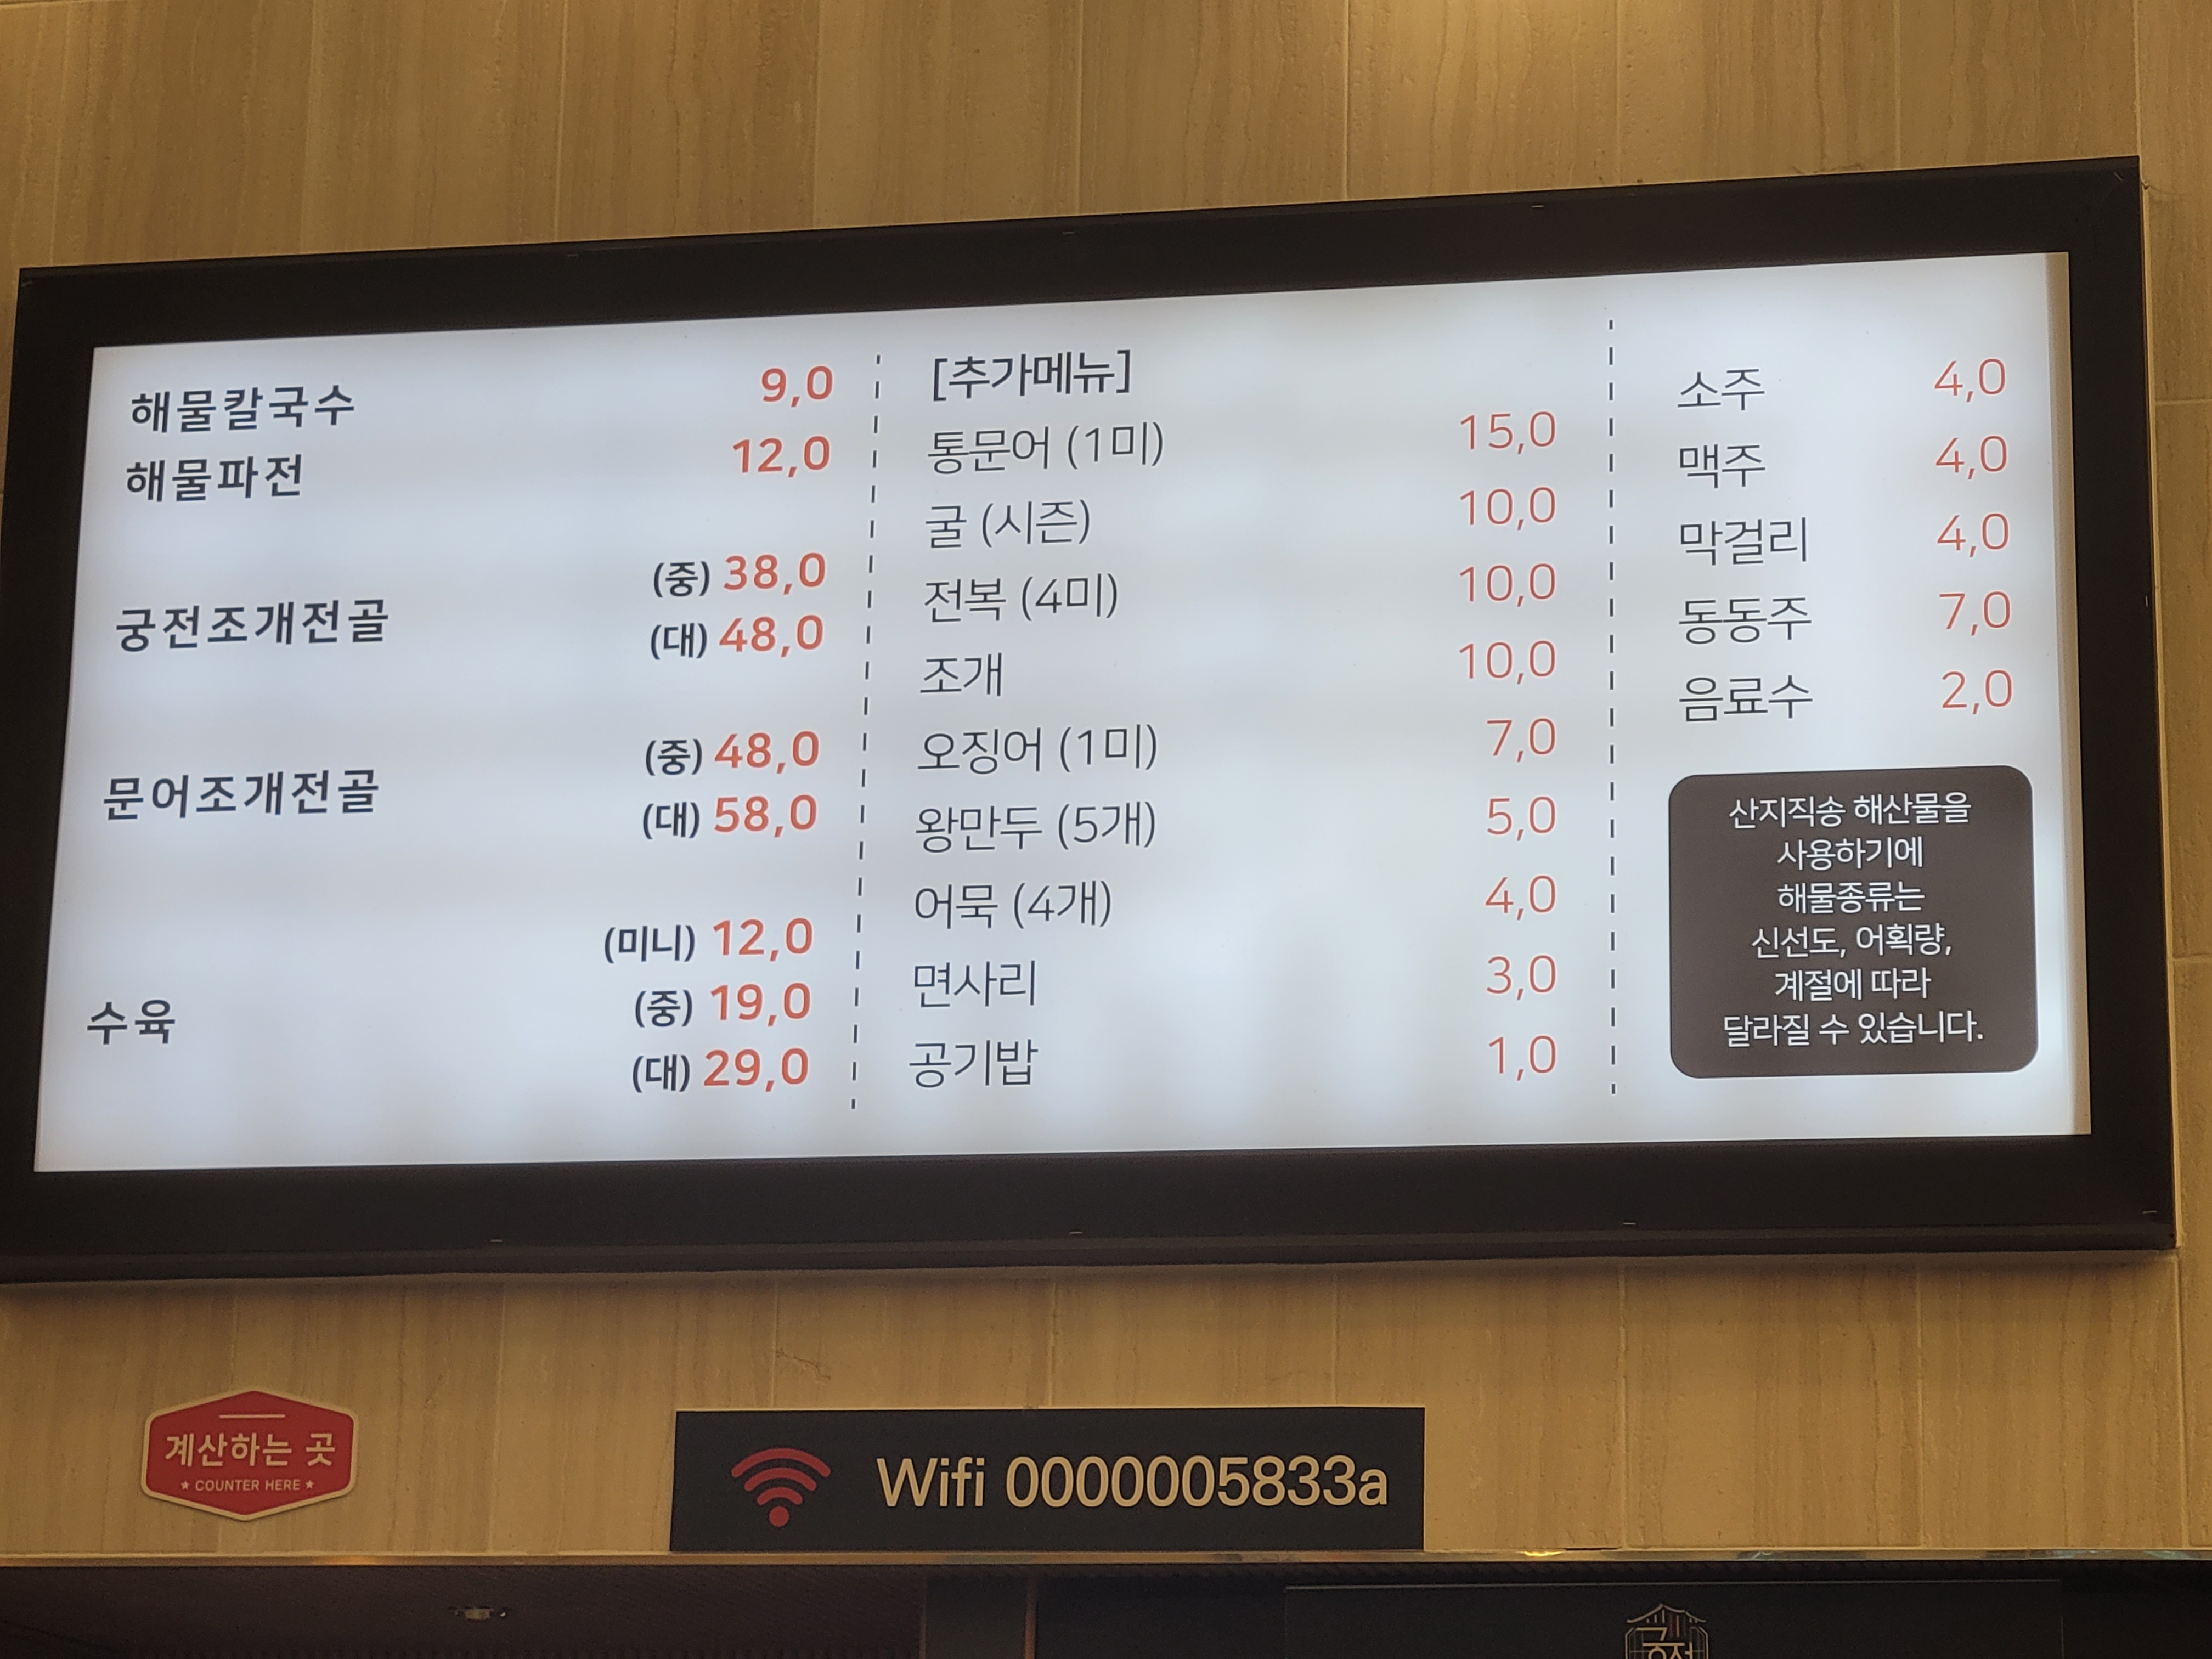 해물칼국수 9,0
해물파전 12,0
궁전조개전골 (중) 38,0
(대) 48,0
문어조개전골 (중) 48,0
(대) 58,0
수육 (미니) 12,0
(중) 19,0
(대) 29,0
[추가메뉴]
통문어 (1미) 15,0
굴 (시즌) 10,0
전복 (4미) 10,0
조개 10,0
오징어 (1미) 7,0
왕만두 (5개) 5,0
어묵 (4개) 4,0
면사리 3,0
공기밥 1,0
소주 4,0
맥주 4,0
막걸리 4,0
동동주 7,0
음료수 2,0
산지직송 해산물을
사용하기에
해물종류는
신선도, 어획량,
계절에 따라
달라질 수 있습니다.
계산하는 곳
★ COUNTER HERE ★
Wifi 0000005833a